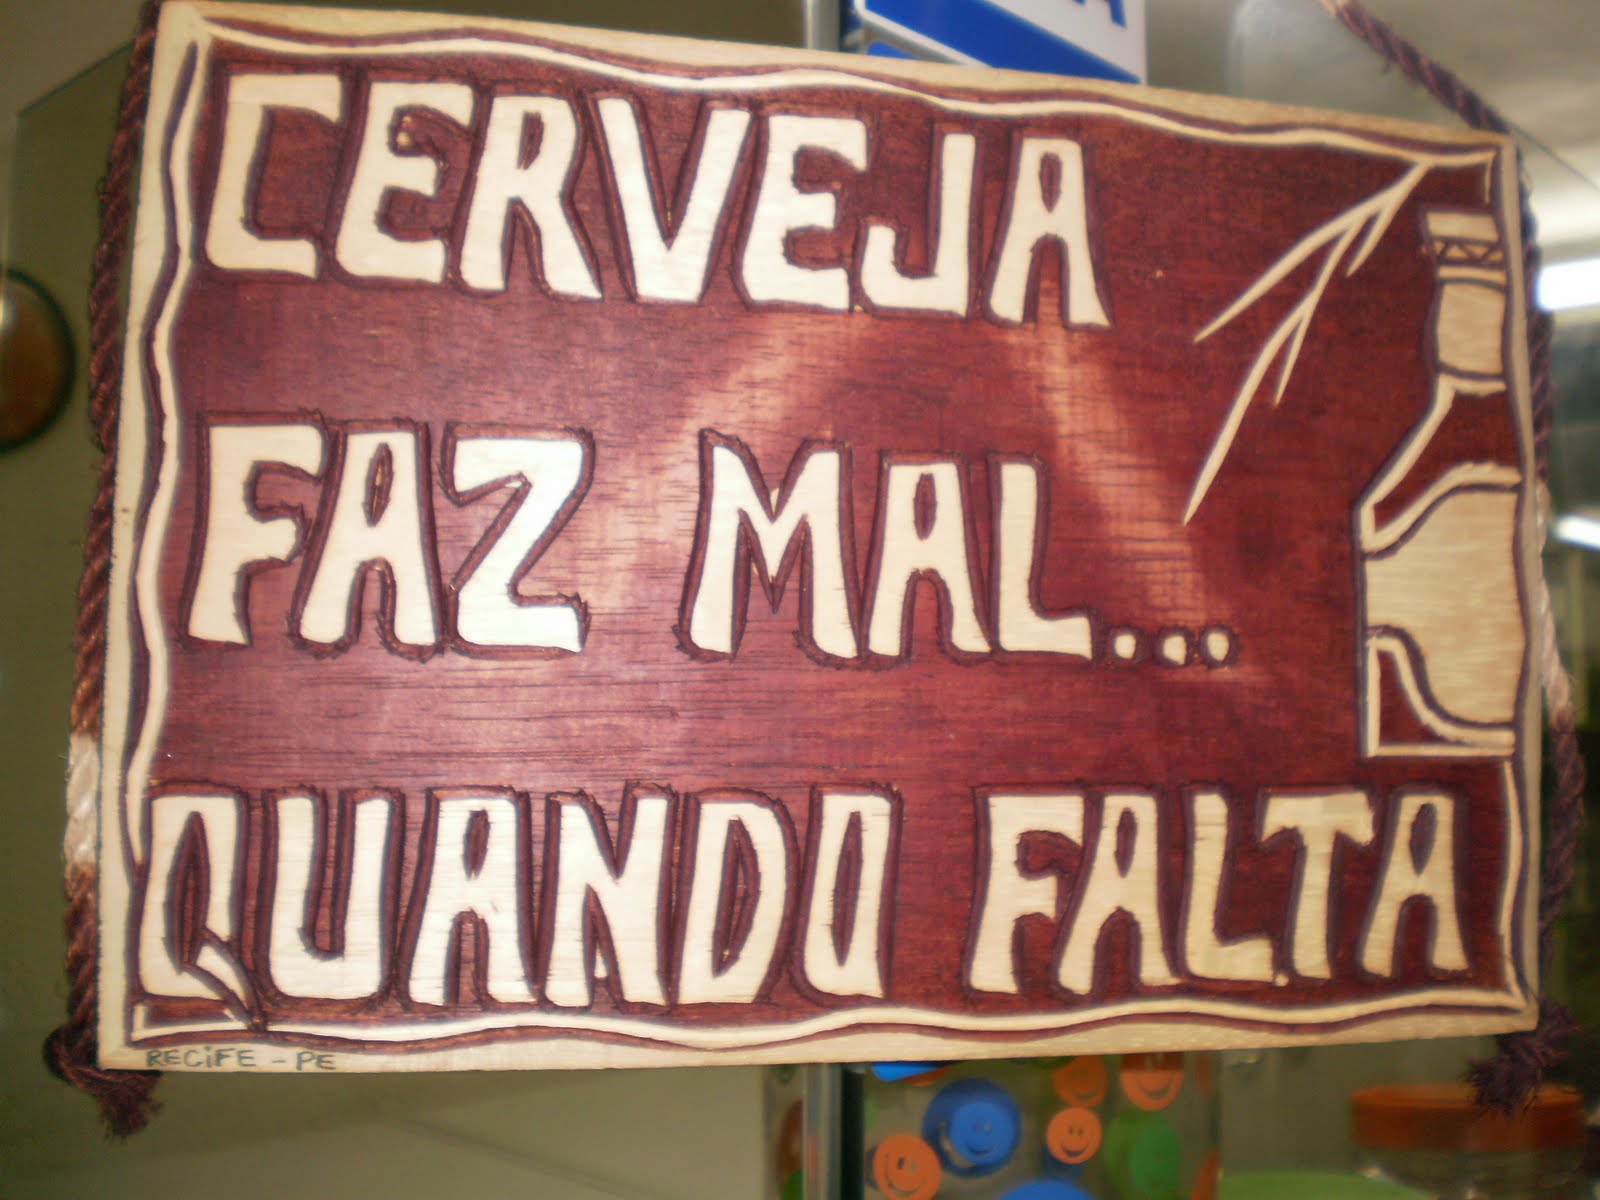 CERVEJA
FAZ MAL...
QUANDO FALTA
RECIFE - PE